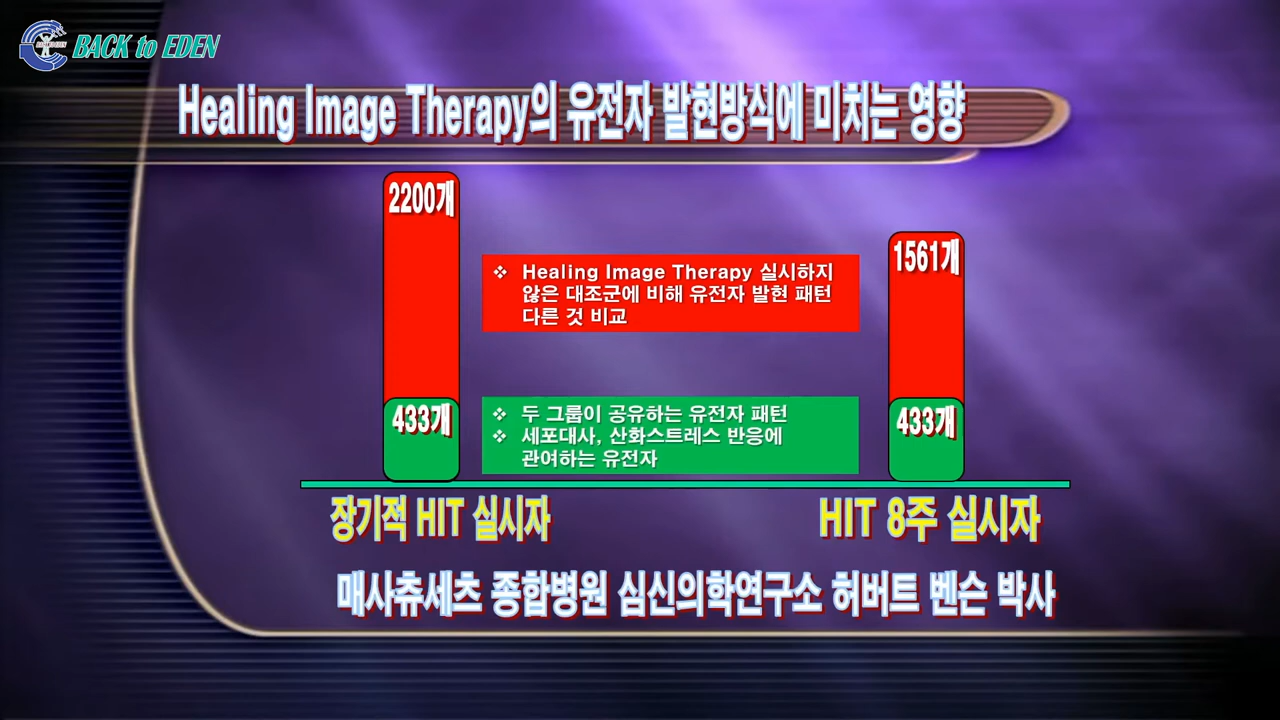 BACK to EDEN
Healing Image Therapy의 유전자 발현방식에 미치는 영향
2200개
1561개
❖ Healing Image Therapy 실시하지
않은 대조군에 비해 유전자 발현 패턴
다른 것 비교
433개
433개
❖ 두 그룹이 공유하는 유전자 패턴
❖ 세포대사, 산화스트레스 반응에
관여하는 유전자
장기적 HIT 실시자
HIT 8주 실시자
매사츄세츠 종합병원 심신의학연구소 허버트 벤슨 박사